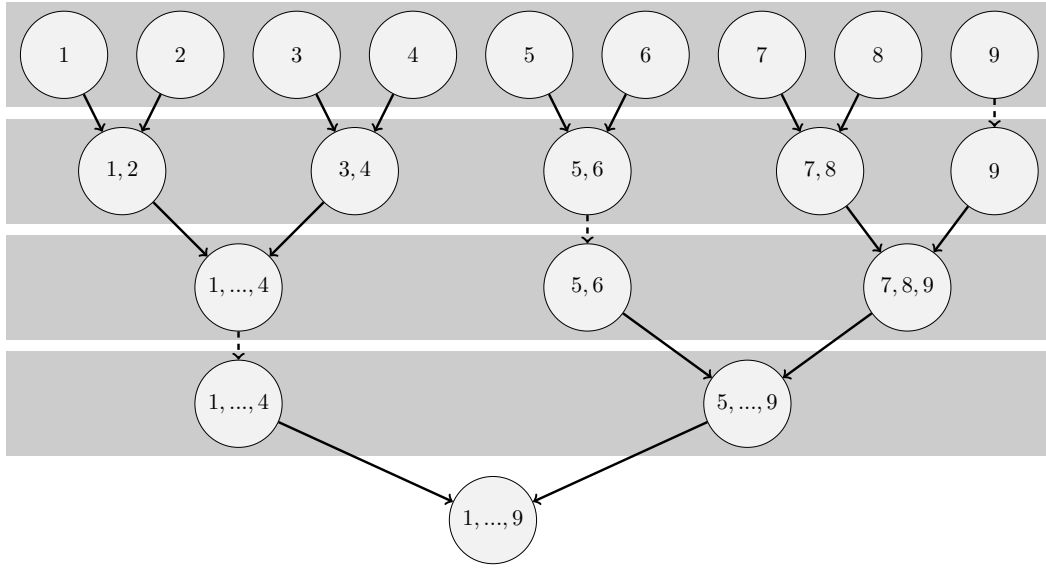 1 2 3 4 5 6 7 8 9
1, 2 3, 4 5, 6 7, 8 9
1, ..., 4 5, 6 7, 8, 9
1, ..., 4 5, ..., 9
1, ..., 9